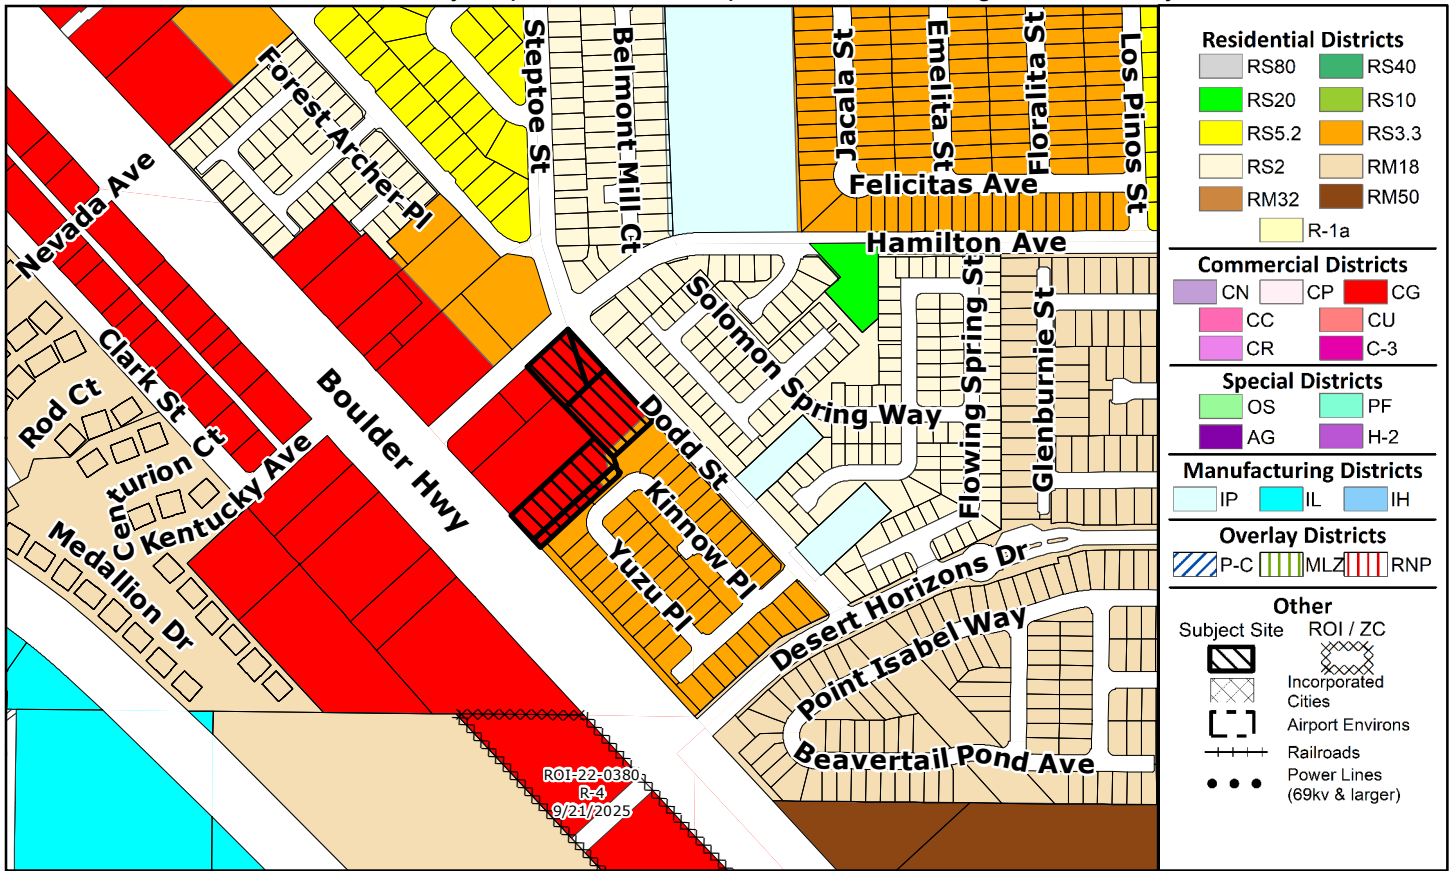 Steptoe St
Belmont Mill Ct
Jacala St
Emelita St
Floralita St
Los Pinos St
Forest Archer Pl
Felicitas Ave
Nevada Ave
Hamilton Ave
Solomon Spring Way
Flowing Spring St
Glenburnie St
Clark St
Rod Ct
Boulder Hwy
Dodd St
Centurion Ct
Kentucky Ave
Kinnow Pl
Yuzu Pl
Medallion Dr
Desert Horizons Dr
Point Isabel Way
Beavertail Pond Ave
ROI-22-0380
R-4
9/21/2025
Residential Districts
RS80 RS40
RS20 RS10
RS5.2 RS3.3
RS2 RM18
RM32 RM50
R-1a
Commercial Districts
CN CP CG
CC CU
CR C-3
Special Districts
OS PF
AG H-2
Manufacturing Districts
IP IL IH
Overlay Districts
P-C MLZ RNP
Other
Subject Site ROI / ZC
Incorporated
Cities
Airport Environs
Railroads
Power Lines
(69kv & larger)